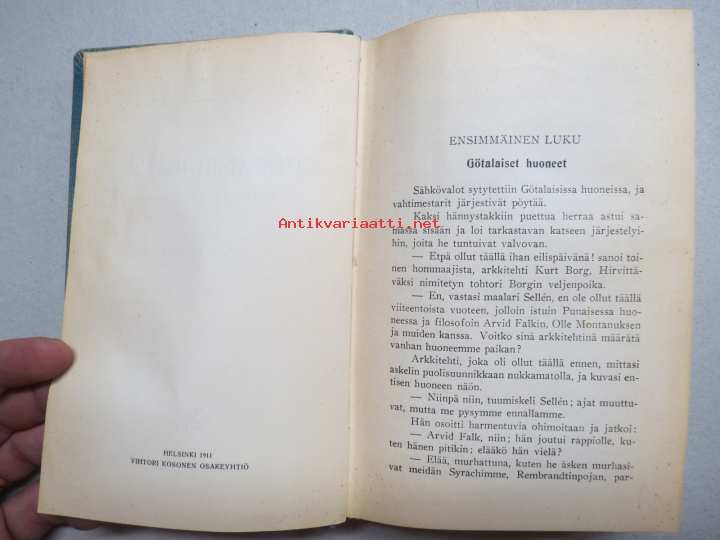 HELSINKI 1911
VIHTORI KOSONEN OSAKEYHTIÖ
ENSIMMÄINEN LUKU
Götalaiset huoneet
Sähkövalot sytytettiin Götalaisissa huoneissa, ja
vahtimestarit järjestivät pöytää.
Kaksi hännystakkiin puettua herraa astui sa-
massa sisään ja loi tarkastavan katseen järjestelyi-
hin, joita he tuntuivat valvovan.
— Etpä ollut täällä ihan eilispäivänä! sanoi toi-
nen hommaajista, arkkitehti Kurt Borg, Hirvittä-
väksi nimitetyn tohtori Borgin veljenpoika.
— En, vastasi maalari Sellén, en ole ollut täällä
viiteentoista vuoteen, jolloin istuin Punaisessa huo-
neessa ja filosofoin Arvid Falkin, Olle Montanuksen
ja muiden kanssa. Voitko sinä arkkitehtinä määrätä
vanhan huoneemme paikan?
Arkkitehti, joka oli ollut täällä ennen, mittasi
askelin puolisuunnikkaan nukkamatolla, ja kuvasi en-
tisen huoneen näön.
— Niinpä niin, tuumiskeli Sellén; ajat muuttu-
vat, mutta me pysymme ennallamme.
Hän osoitti harmentuvia ohimoitaan ja jatkoi:
— Arvid Falk, niin; hän joutui rappiolle, ku-
ten hänen pitikin; elääkö hän vielä?
— Elää, murhattuna, kuten he äsken murhasi-
vat meidän Syrachimme, Rembrandtinpojan, par-
Antikvariaatti.net